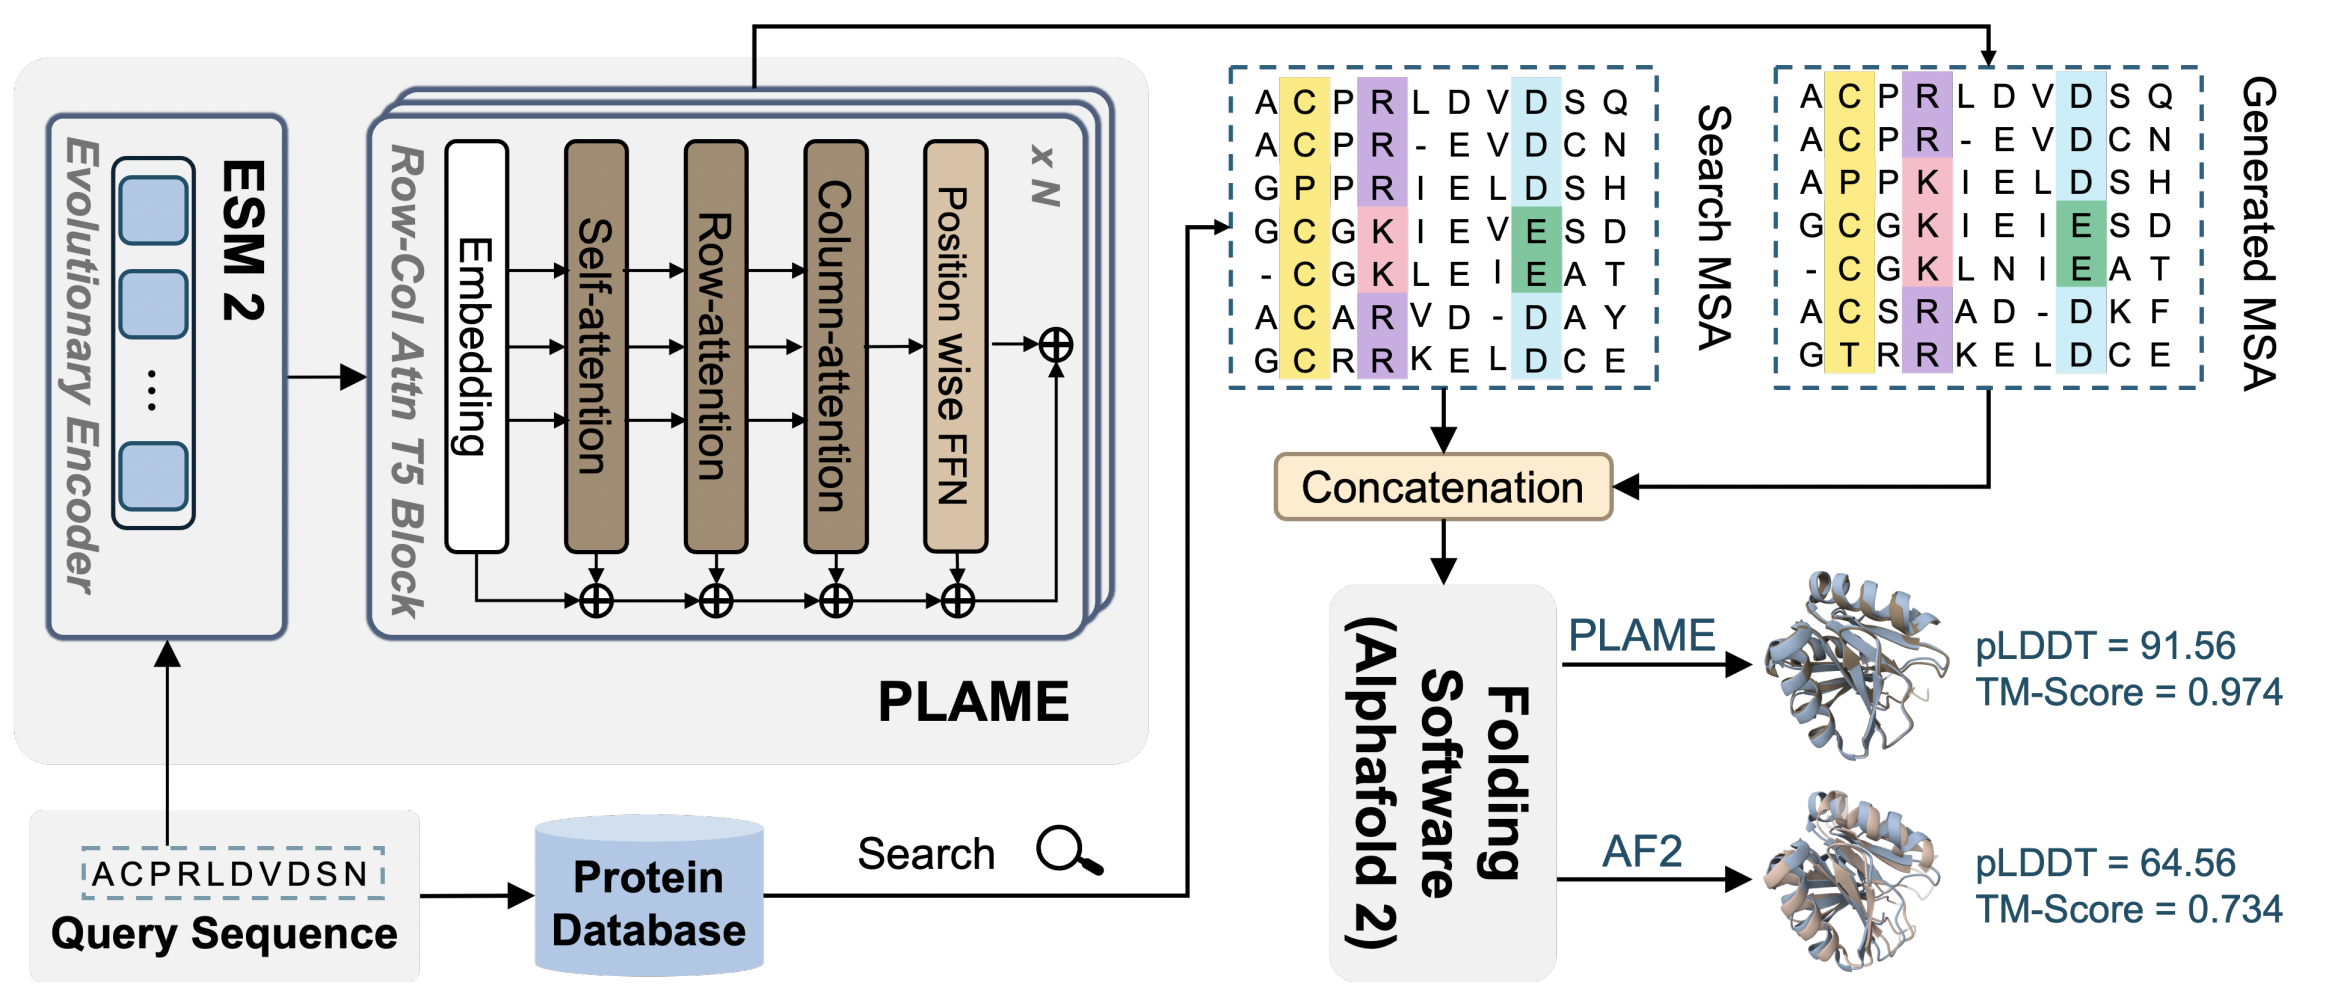 Evolutionary Encoder
ESM 2
...
Row-Col Attn T5 Block
Embedding
Self-attention
Row-attention
Column-attention
Position wise FFN
x N
PLAME
ACPRLDVDSN
Query Sequence
Protein
Database
Search
A C P R L D V D S Q
A C P R - E V D C N
G P P R I E L D S H
G C G K I E V E S D
- C G K L E I E A T
A C A R V D - D A Y
G C R R K E L D C E
Search MSA
A C P R L D V D S Q
A C P R - E V D C N
A P P K I E L D S H
G C G K I E I E S D
- C G K L N I E A T
A C S R A D - D K F
G T R R K E L D C E
Generated MSA
Concatenation
Folding
Software
(Alphafold 2)
PLAME
pLDDT = 91.56
TM-Score = 0.974
AF2
pLDDT = 64.56
TM-Score = 0.734